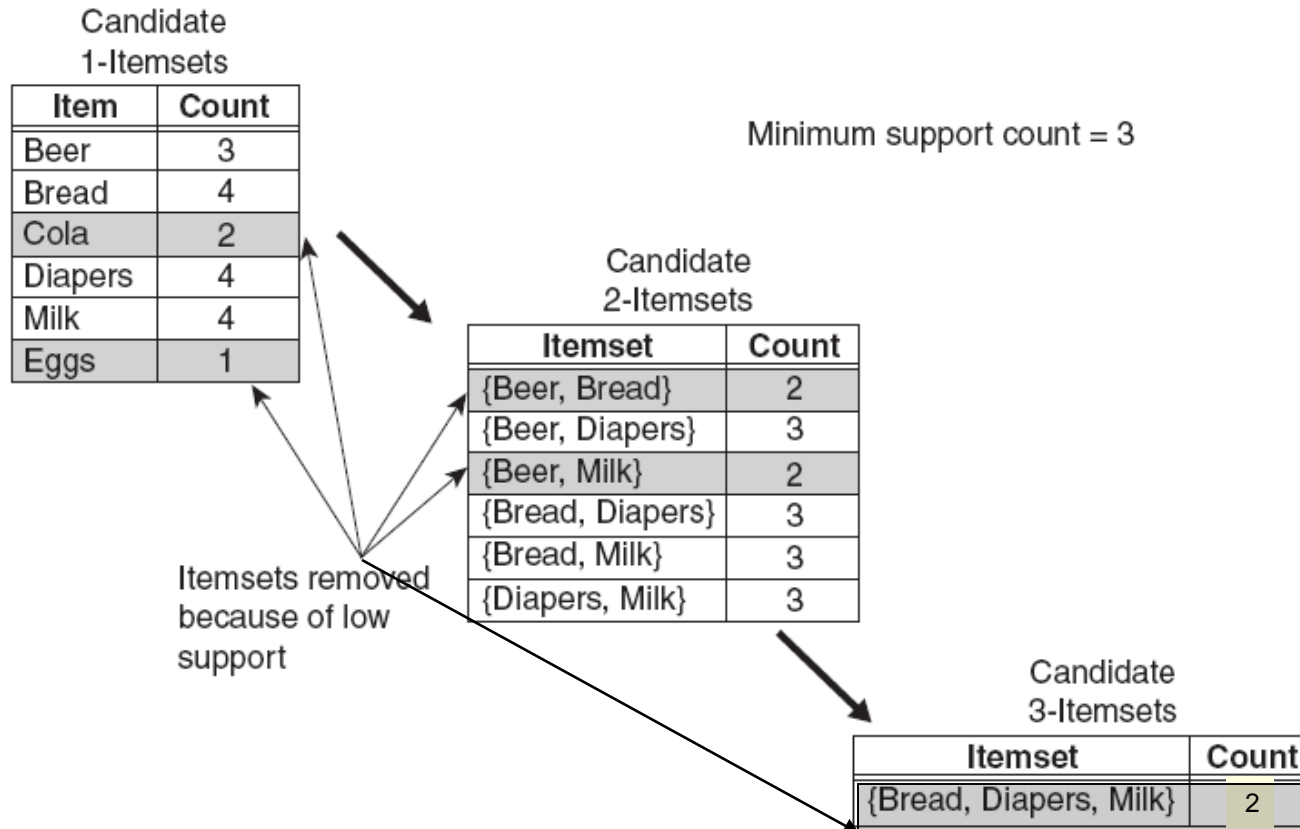 Candidate
1-Itemsets
Item Count
Beer 3
Bread 4
Cola 2
Diapers 4
Milk 4
Eggs 1
Minimum support count = 3
Candidate
2-Itemsets
Itemset Count
{Beer, Bread} 2
{Beer, Diapers} 3
{Beer, Milk} 2
{Bread, Diapers} 3
{Bread, Milk} 3
{Diapers, Milk} 3
Itemsets removed
because of low
support
Candidate
3-Itemsets
Itemset Count
{Bread, Diapers, Milk} 2